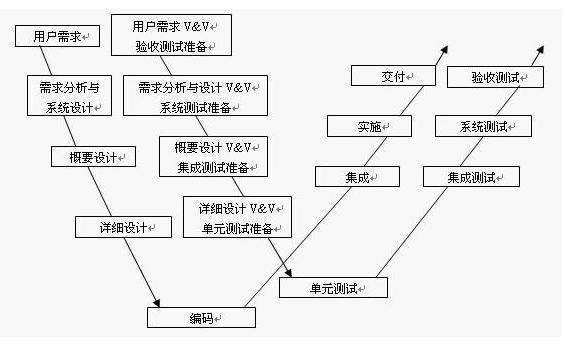 用户需求
用户需求 V&V
验收测试准备
需求分析与
系统设计
需求分析与设计 V&V
系统测试准备
交付
验收测试
概要设计
概要设计 V&V
集成测试准备
实施
系统测试
集成
集成测试
详细设计
详细设计 V&V
单元测试准备
单元测试
编码